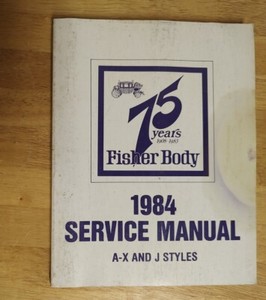 75
years
1908-1983
Fisher Body
1984
SERVICE MANUAL
A-X AND J STYLES